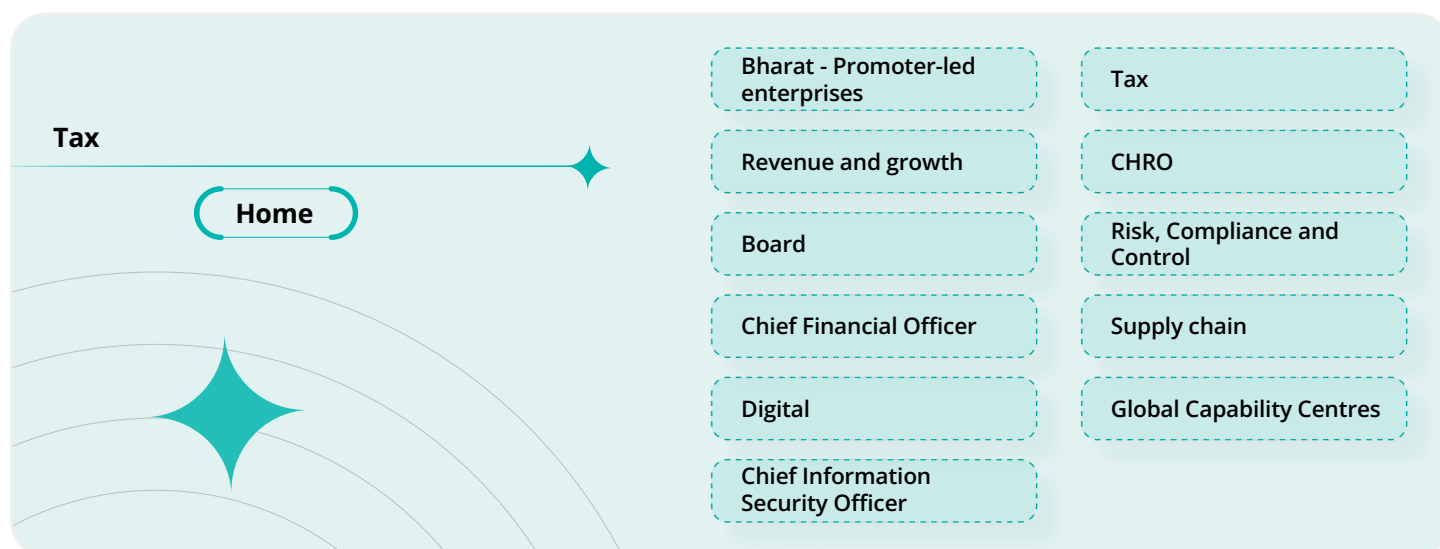 Tax
Home
Bharat - Promoter-led
enterprises
Revenue and growth
Board
Chief Financial Officer
Digital
Chief Information
Security Officer
Tax
CHRO
Risk, Compliance and
Control
Supply chain
Global Capability Centres